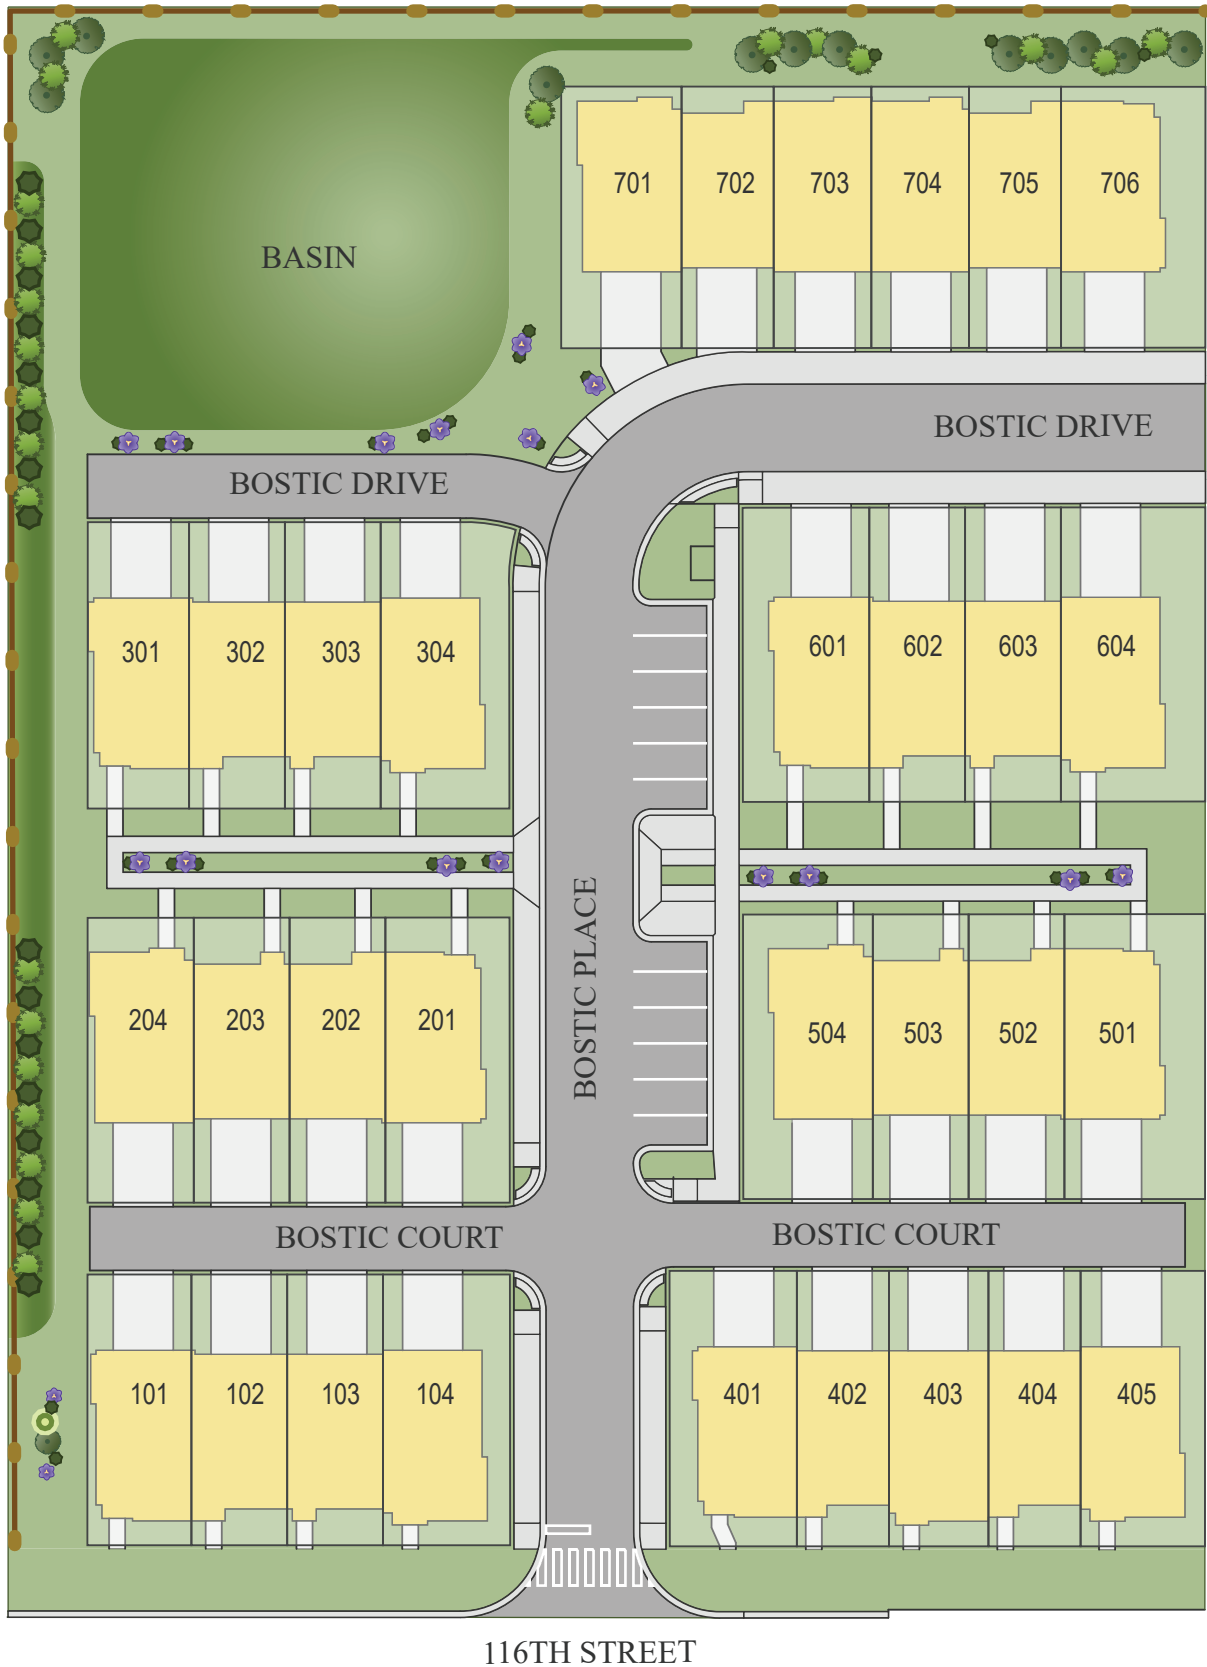 701 702 703 704 705 706
BASIN
BOSTIC DRIVE
BOSTIC DRIVE
301 302 303 304
601 602 603 604
BOSTIC PLACE
204 203 202 201
504 503 502 501
BOSTIC COURT
BOSTIC COURT
101 102 103 104
401 402 403 404 405
116TH STREET